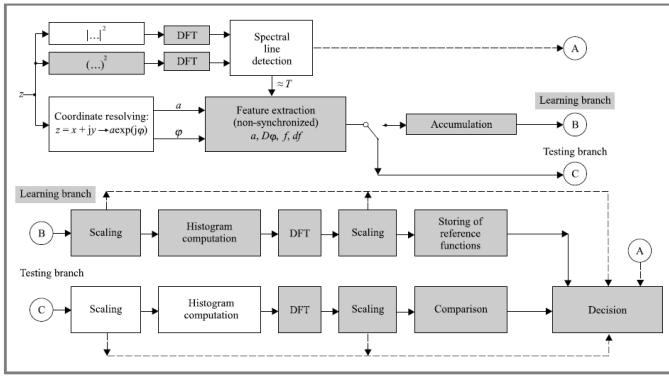 |…|²
DFT
Spectral
line
detection
A
(…)²
DFT
z
≈ T
Coordinate resolving:
z = x + jy → aexp(jφ)
a
φ
Feature extraction
(non-synchronized)
a, Dφ, f, df
Learning branch
Accumulation
B
Testing branch
C
Learning branch
B
Scaling
Histogram
computation
DFT
Scaling
Storing of
reference
functions
A
Testing branch
C
Scaling
Histogram
computation
DFT
Scaling
Comparison
Decision